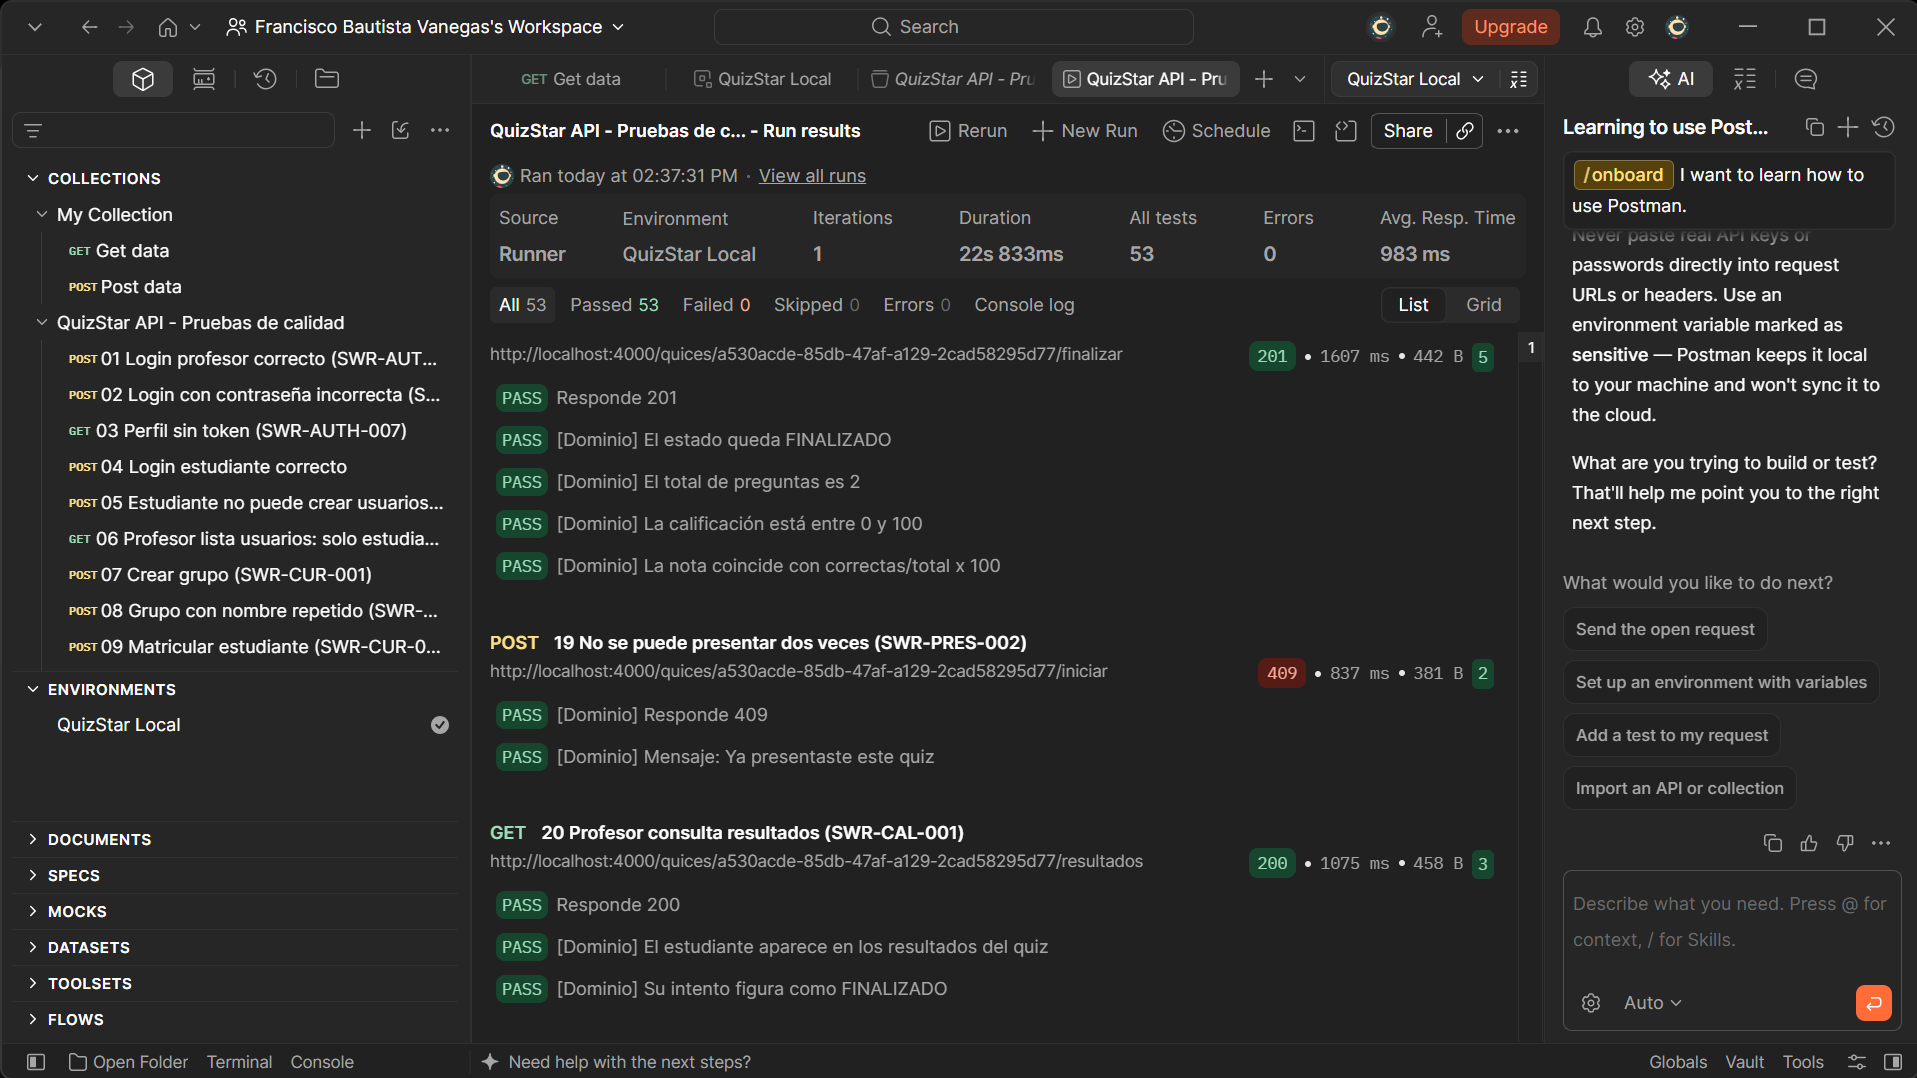 Francisco Bautista Vanegas's Workspace
Search
Upgrade
GET Get data
QuizStar Local
QuizStar API - Pru
QuizStar API - Pru
QuizStar Local
AI
COLLECTIONS
My Collection
GET Get data
POST Post data
QuizStar API - Pruebas de calidad
POST 01 Login profesor correcto (SWR-AUT...
POST 02 Login con contraseña incorrecta (S...
GET 03 Perfil sin token (SWR-AUTH-007)
POST 04 Login estudiante correcto
POST 05 Estudiante no puede crear usuarios...
GET 06 Profesor lista usuarios: solo estudia...
POST 07 Crear grupo (SWR-CUR-001)
POST 08 Grupo con nombre repetido (SWR-...
POST 09 Matricular estudiante (SWR-CUR-0...
ENVIRONMENTS
QuizStar Local
DOCUMENTS
SPECS
MOCKS
DATASETS
TOOLSETS
FLOWS
QuizStar API - Pruebas de c... - Run results
Rerun
New Run
Schedule
Share
Ran today at 02:37:31 PM · View all runs
Source Environment Iterations Duration All tests Errors Avg. Resp. Time
Runner QuizStar Local 1 22s 833ms 53 0 983 ms
All 53 Passed 53 Failed 0 Skipped 0 Errors 0 Console log List Grid
http://localhost:4000/quices/a530acde-85db-47af-a129-2cad58295d77/finalizar 201 • 1607 ms • 442 B 5
1
PASS Responde 201
PASS [Dominio] El estado queda FINALIZADO
PASS [Dominio] El total de preguntas es 2
PASS [Dominio] La calificación está entre 0 y 100
PASS [Dominio] La nota coincide con correctas/total x 100
POST 19 No se puede presentar dos veces (SWR-PRES-002)
http://localhost:4000/quices/a530acde-85db-47af-a129-2cad58295d77/iniciar 409 • 837 ms • 381 B 2
PASS [Dominio] Responde 409
PASS [Dominio] Mensaje: Ya presentaste este quiz
GET 20 Profesor consulta resultados (SWR-CAL-001)
http://localhost:4000/quices/a530acde-85db-47af-a129-2cad58295d77/resultados 200 • 1075 ms • 458 B 3
PASS Responde 200
PASS [Dominio] El estudiante aparece en los resultados del quiz
PASS [Dominio] Su intento figura como FINALIZADO
Learning to use Post...
/onboard I want to learn how to
use Postman.
Never paste real API keys or
passwords directly into request
URLs or headers. Use an
environment variable marked as
sensitive — Postman keeps it local
to your machine and won't sync it to
the cloud.
What are you trying to build or test?
That'll help me point you to the right
next step.
What would you like to do next?
Send the open request
Set up an environment with variables
Add a test to my request
Import an API or collection
Describe what you need. Press @ for
context, / for Skills.
Auto
Open Folder Terminal Console
Need help with the next steps?
Globals Vault Tools